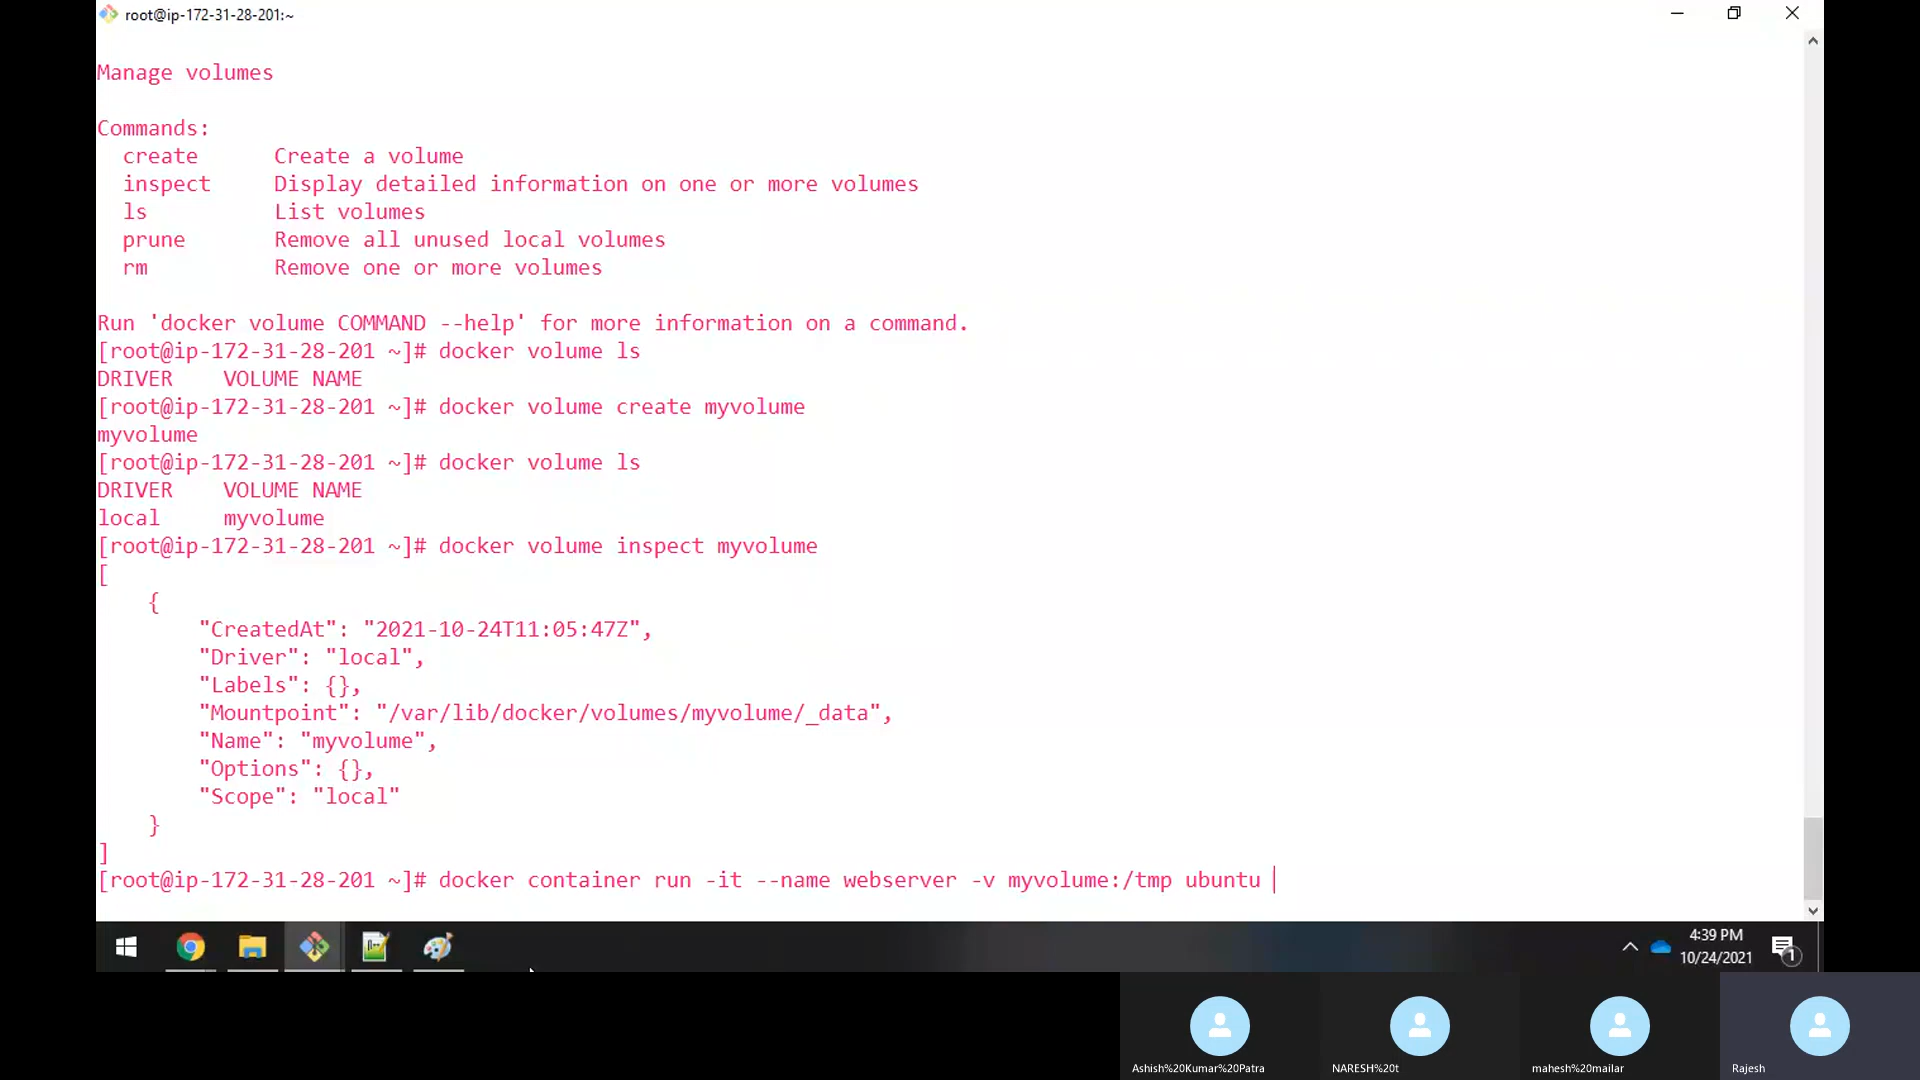 root@ip-172-31-28-201:~
Manage volumes
Commands:
create Create a volume
inspect Display detailed information on one or more volumes
ls List volumes
prune Remove all unused local volumes
rm Remove one or more volumes
Run 'docker volume COMMAND --help' for more information on a command.
[root@ip-172-31-28-201 ~]# docker volume ls
DRIVER VOLUME NAME
[root@ip-172-31-28-201 ~]# docker volume create myvolume
myvolume
[root@ip-172-31-28-201 ~]# docker volume ls
DRIVER VOLUME NAME
local myvolume
[root@ip-172-31-28-201 ~]# docker volume inspect myvolume
[
{
"CreatedAt": "2021-10-24T11:05:47Z",
"Driver": "local",
"Labels": {},
"Mountpoint": "/var/lib/docker/volumes/myvolume/_data",
"Name": "myvolume",
"Options": {},
"Scope": "local"
}
]
[root@ip-172-31-28-201 ~]# docker container run -it --name webserver -v myvolume:/tmp ubuntu
4:39 PM
10/24/2021
1
Ashish%20Kumar%20Patra NARESH%20t mahesh%20mailar Rajesh